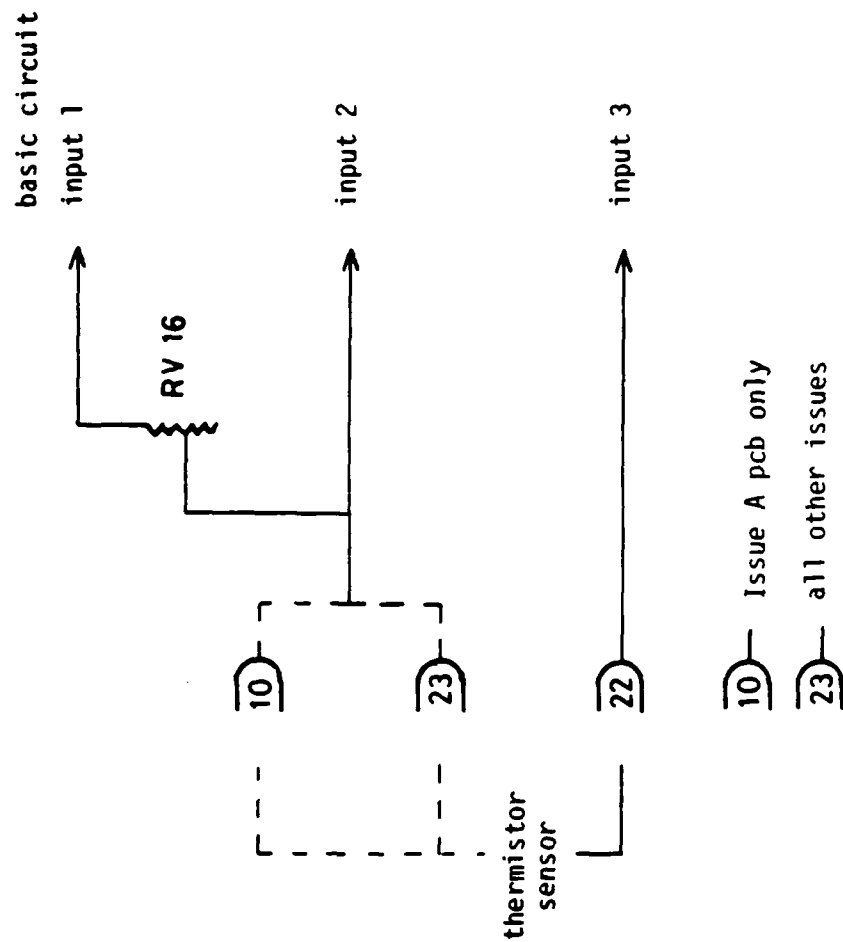 basic circuit
input 1
RV 16
input 2
input 3
10
23
22
thermistor
sensor
10 Issue A pcb only
23 all other issues